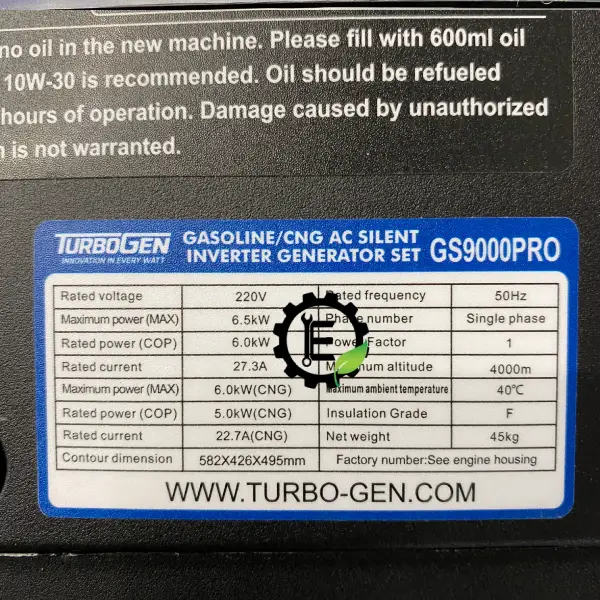 no oil in the new machine. Please fill with 600ml oil
10W-30 is recommended. Oil should be refueled
hours of operation. Damage caused by unauthorized
is not warranted.
TURBOGEN
INNOVATION IN EVERY WATT
GASOLINE/CNG AC SILENT
INVERTER GENERATOR SET GS9000PRO
Rated voltage 220V Rated frequency 50Hz
Maximum power (MAX) 6.5kW Phase number Single phase
Rated power (COP) 6.0kW Power Factor 1
Rated current 27.3A Maximum altitude 4000m
Maximum power (MAX) 6.0kW(CNG) Maximum ambient temperature 40℃
Rated power (COP) 5.0kW(CNG) Insulation Grade F
Rated current 22.7A(CNG) Net weight 45kg
Contour dimension 582X426X495mm Factory number:See engine housing
WWW.TURBO-GEN.COM